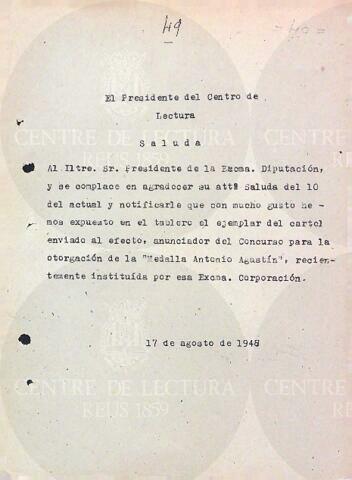 49
El Presidente del Centro de
Lectura
Saluda
Al Iltre. Sr. Presidente de la Excma. Diputación,
y se complace en agradecer su attª Saluda del 10
del actual y notificarle que con mucho gusto he-
mos expuesto en el tablero el ejemplar del cartel
enviado al efecto, anunciador del Concurso para la
otorgación de la "Medalla Antonio Agustín", recien-
temente instituída por esa Excma. Corporación.
17 de agosto de 1948
CENTRE DE LECTURA
REUS 1859
CENTRE DE LECTURA
REUS 1859